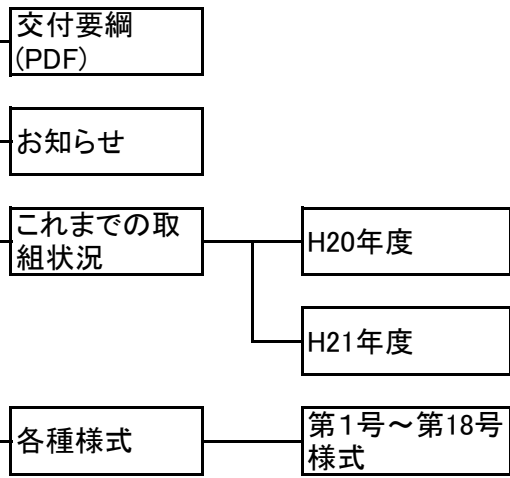 交付要綱
(PDF)
お知らせ
これまでの取
組状況
H20年度
H21年度
各種様式
第1号～第18号
様式